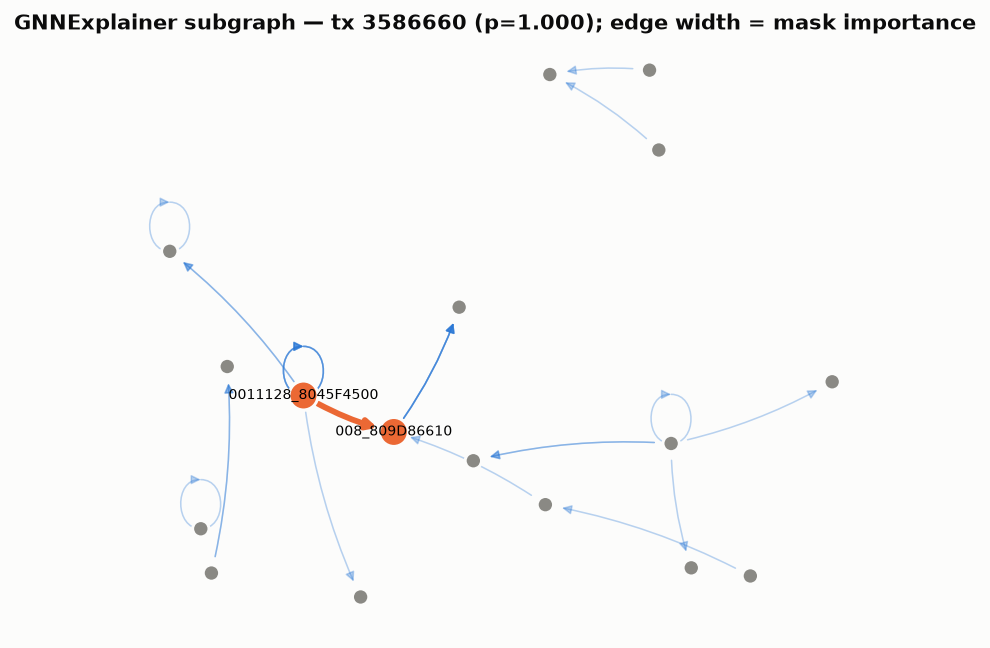 GNNExplainer subgraph — tx 3586660 (p=1.000); edge width = mask importance
0011128_8045F4500
008_809D86610